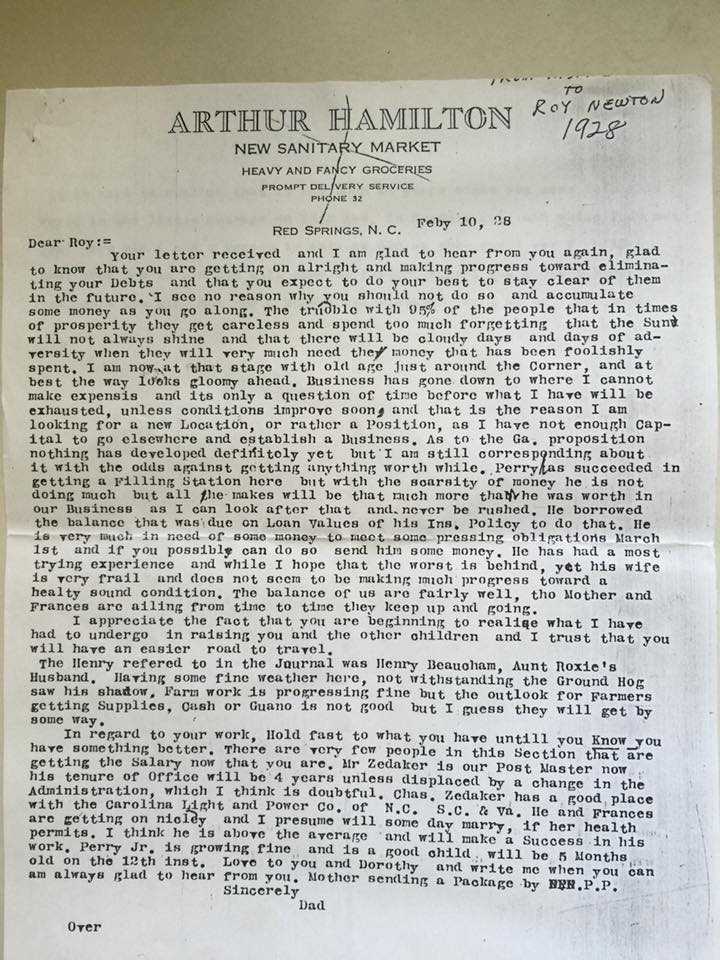 TO
ROY NEWTON
1928
ARTHUR HAMILTON
NEW SANITARY MARKET
HEAVY AND FANCY GROCERIES
PROMPT DELIVERY SERVICE
PHONE 32
RED SPRINGS, N. C. Feby 10, 28
Dear Roy:=
Your letter received and I am glad to hear from you again, glad
to know that you are getting on alright and making progress toward elimina-
ting your Debts and that you expect to do your best to stay clear of them
in the future. I see no reason why you should not do so and accumulate
some money as you go along. The trouble with 95% of the people that in times
of prosperity they get careless and spend too much forgetting that the Sun
will not always shine and that there will be cloudy days and days of ad-
versity when they will very much need they money that has been foolishly
spent. I am now at that stage with old age just around the Corner, and at
best the way looks gloomy ahead. Business has gone down to where I cannot
make expensis and its only a question of time before what I have will be
exhausted, unless conditions improve soon, and that is the reason I am
looking for a new Location, or rather a Position, as I have not enough Cap-
ital to go elsewhere and establish a Business. As to the Ga. proposition
nothing has developed definitely yet but I am still corresponding about
it with the odds against getting anything worth while. Perry has succeeded in
getting a Filling Station here but with the scarsity of money he is not
doing much but all he makes will be that much more than he was worth in
our Business as I can look after that and never be rushed. He borrowed
the balance that was due on Loan Values of his Ins. Policy to do that. He
is very much in need of some money to meet some pressing obligations March
1st and if you possibly can do so send him some money. He has had a most
trying experience and while I hope that the worst is behind, yet his wife
is very frail and does not seem to be making much progress toward a
healty sound condition. The balance of us are fairly well, tho Mother and
Frances are ailing from time to time they keep up and going.
I appreciate the fact that you are beginning to realise what I have
had to undergo in raising you and the other children and I trust that you
will have an easier road to travel.
The Henry refered to in the Journal was Henry Beaucham, Aunt Roxie's
Husband. Having some fine weather here, not withstanding the Ground Hog
saw his shadow. Farm work is progressing fine but the outlook for Farmers
getting Supplies, Cash or Guano is not good but I guess they will get by
some way.
In regard to your work, Hold fast to what you have untill you Know you
have something better. There are very few people in this Section that are
getting the Salary now that you are. Mr Zedaker is our Post Master now
his tenure of Office will be 4 years unless displaced by a change in the
Administration, which I think is doubtful. Chas. Zedaker has a good place
with the Carolina Light and Power Co. of N.C. S.C. & Va. He and Frances
are getting on nicley and I presume will some day marry, if her health
permits. I think he is above the average and will make a Success in his
work. Perry Jr. is growing fine and is a good child will be 5 Months
old on the 12th inst. Love to you and Dorothy and write me when you can
am always glad to hear from you. Mother sending a Package by P.P.
Sincerely
Dad
Over